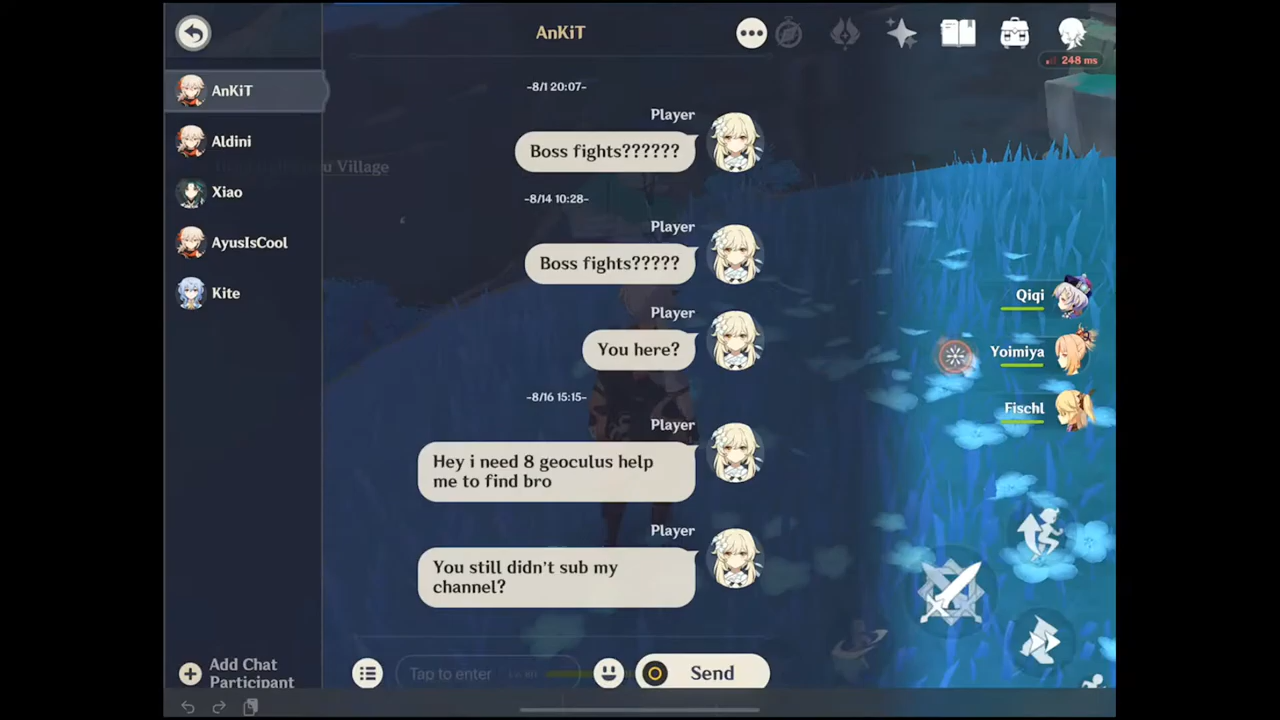 AnKiT
248 ms
AnKiT
Aldini
Xiao
AyusIsCool
Kite
u Village
-8/1 20:07-
Player
Boss fights??????
-8/14 10:28-
Player
Boss fights?????
Player
You here?
-8/16 15:15-
Player
Hey i need 8 geoculus help
me to find bro
Player
You still didn't sub my
channel?
Qiqi
Yoimiya
Fischl
Add Chat
Participant
Tap to enter
Send